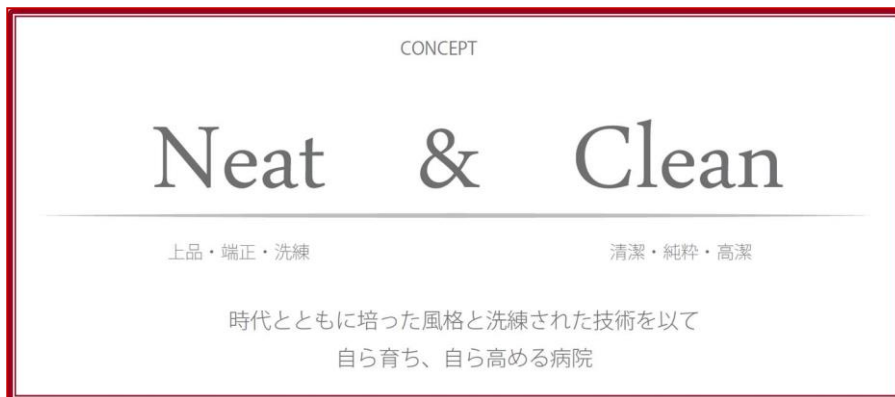 CONCEPT
Neat & Clean
上品・端正・洗練 清潔・純粋・高潔
時代とともに培った風格と洗練された技術を以て
自ら育ち、自ら高める病院